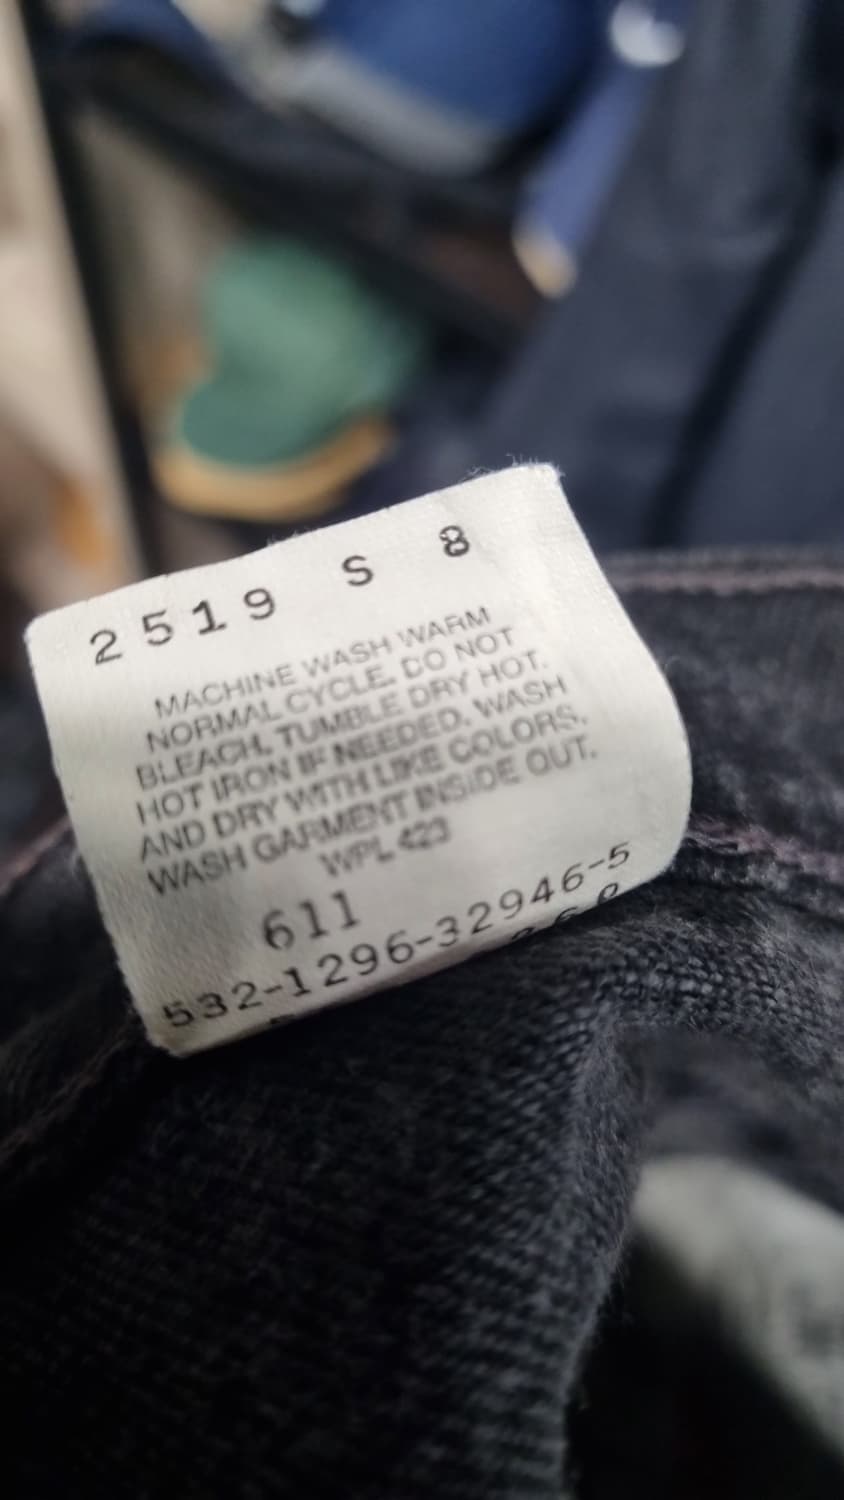 2519 S 8
MACHINE WASH WARM
NORMAL CYCLE. DO NOT
BLEACH. TUMBLE DRY HOT.
HOT IRON IF NEEDED. WASH
AND DRY WITH LIKE COLORS.
WASH GARMENT INSIDE OUT.
WPL 423
611
532-1296-32946-5